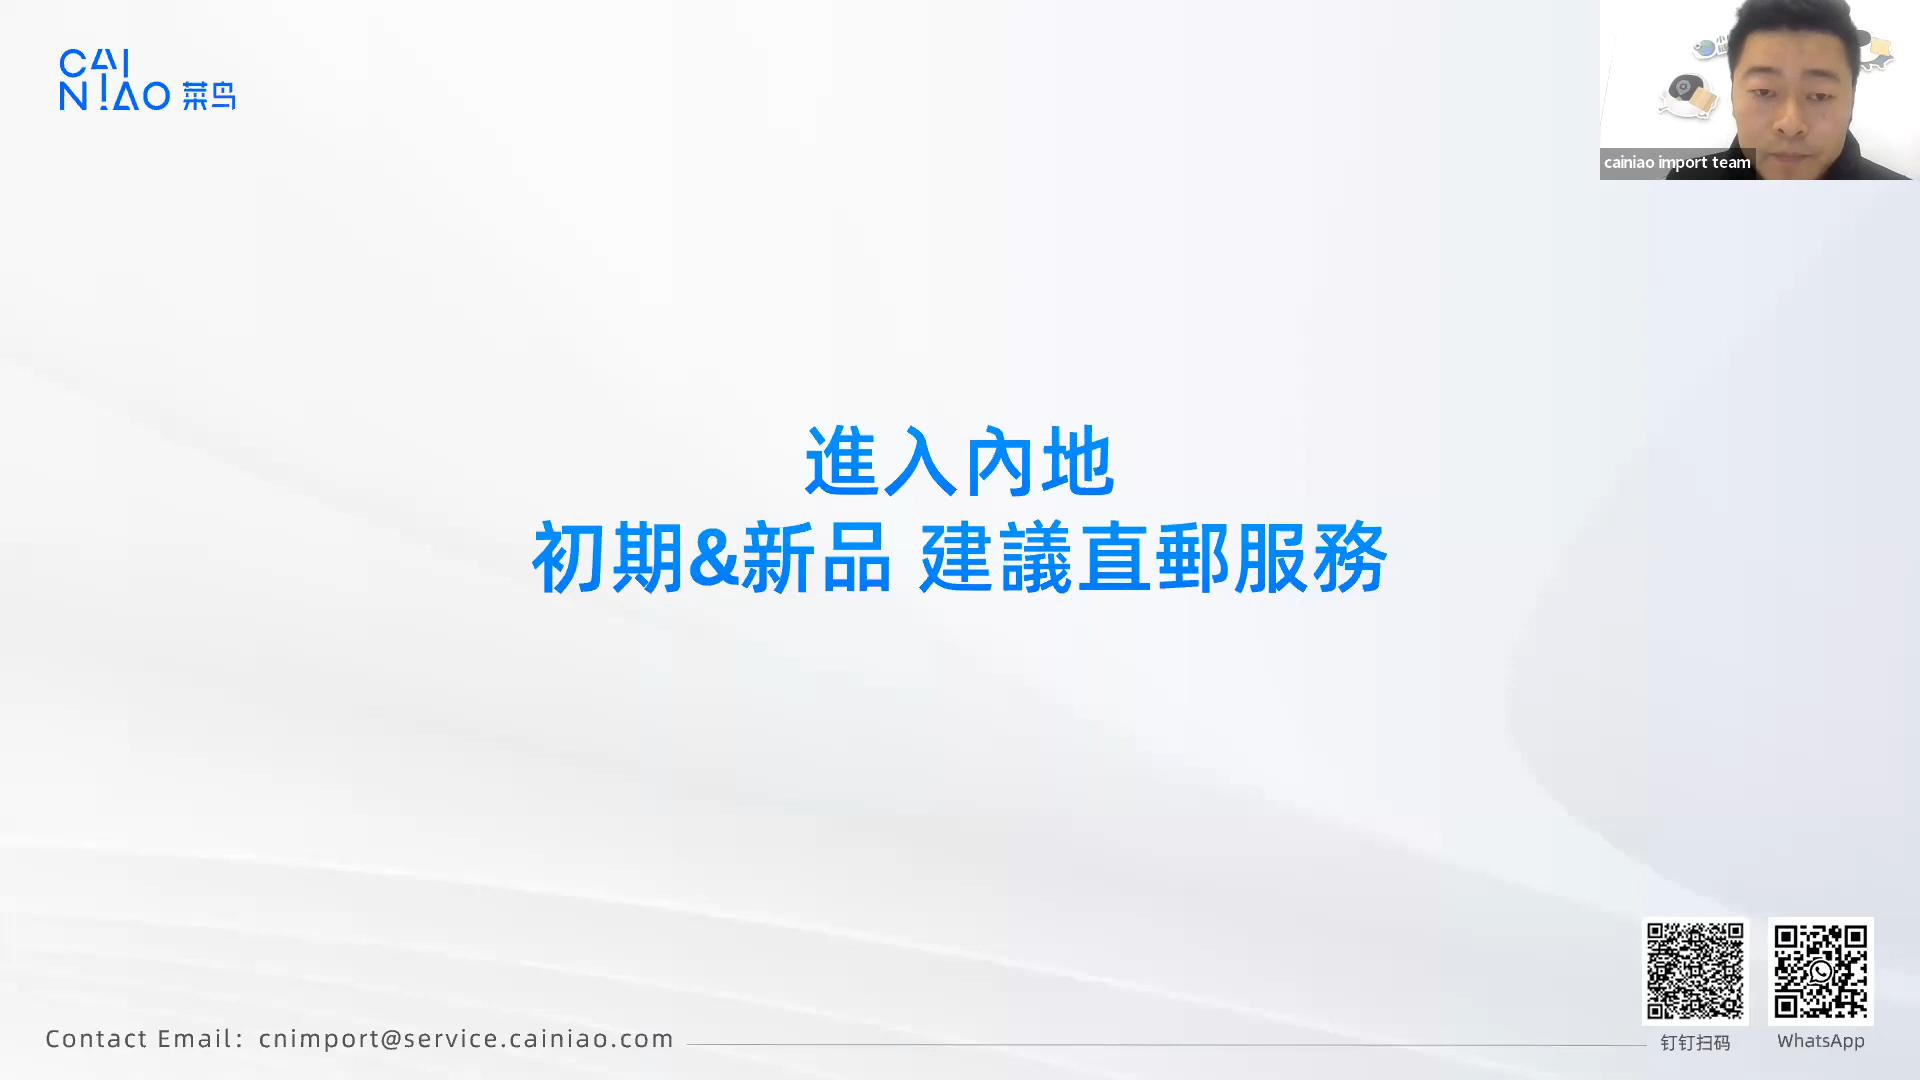 CAI
NIAO 菜鸟
cainiao import team
進入內地
初期&新品 建議直郵服務
Contact Email: cnimport@service.cainiao.com
钉钉扫码
WhatsApp